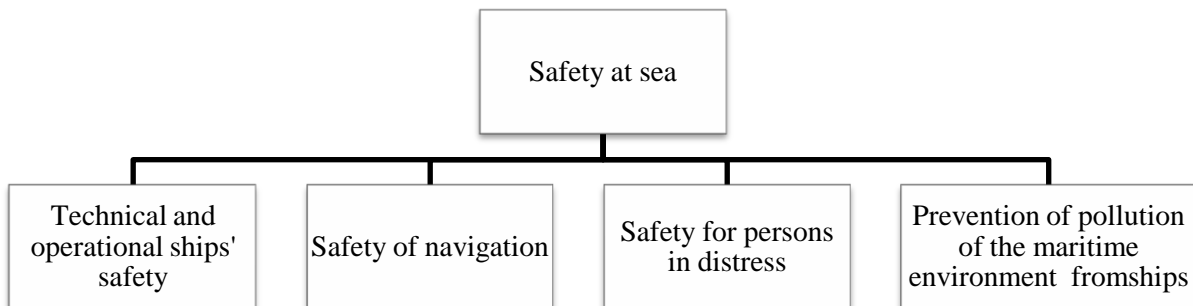 Safety at sea
Technical and
operational ships'
safety
Safety of navigation
Safety for persons
in distress
Prevention of pollution
of the maritime
environment fromships